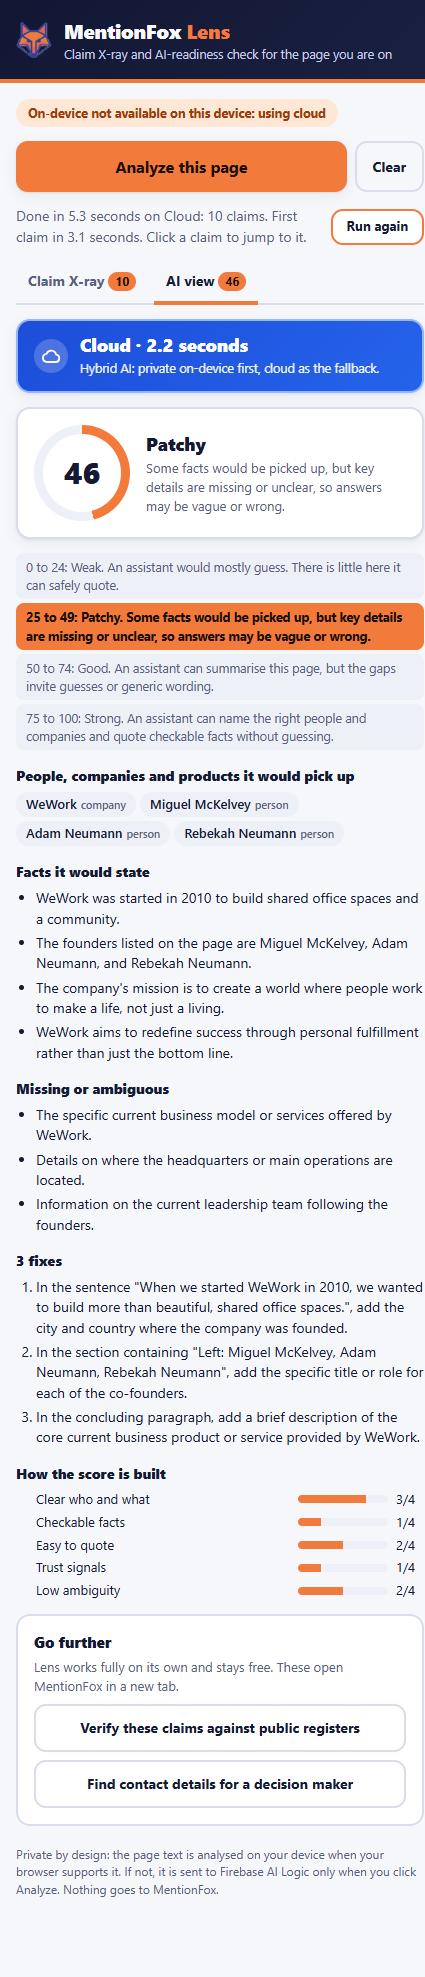 MentionFox Lens
Claim X-ray and AI-readiness check for the page you are on
On-device not available on this device: using cloud
Analyze this page
Clear
Done in 5.3 seconds on Cloud: 10 claims. First
claim in 3.1 seconds. Click a claim to jump to it.
Run again
Claim X-ray 10
AI view 46
Cloud · 2.2 seconds
Hybrid AI: private on-device first, cloud as the fallback.
46
Patchy
Some facts would be picked up, but key
details are missing or unclear, so answers
may be vague or wrong.
0 to 24: Weak. An assistant would mostly guess. There is little here it
can safely quote.
25 to 49: Patchy. Some facts would be picked up, but key details
are missing or unclear, so answers may be vague or wrong.
50 to 74: Good. An assistant can summarise this page, but the gaps
invite guesses or generic wording.
75 to 100: Strong. An assistant can name the right people and
companies and quote checkable facts without guessing.
People, companies and products it would pick up
WeWork company
Miguel McKelvey person
Adam Neumann person
Rebekah Neumann person
Facts it would state
• WeWork was started in 2010 to build shared office spaces and
a community.
• The founders listed on the page are Miguel McKelvey, Adam
Neumann, and Rebekah Neumann.
• The company's mission is to create a world where people work
to make a life, not just a living.
• WeWork aims to redefine success through personal fulfillment
rather than just the bottom line.
Missing or ambiguous
• The specific current business model or services offered by
WeWork.
• Details on where the headquarters or main operations are
located.
• Information on the current leadership team following the
founders.
3 fixes
1. In the sentence "When we started WeWork in 2010, we wanted
to build more than beautiful, shared office spaces.", add the
city and country where the company was founded.
2. In the section containing "Left: Miguel McKelvey, Adam
Neumann, Rebekah Neumann", add the specific title or role for
each of the co-founders.
3. In the concluding paragraph, add a brief description of the
core current business product or service provided by WeWork.
How the score is built
Clear who and what 3/4
Checkable facts 1/4
Easy to quote 2/4
Trust signals 1/4
Low ambiguity 2/4
Go further
Lens works fully on its own and stays free. These open
MentionFox in a new tab.
Verify these claims against public registers
Find contact details for a decision maker
Private by design: the page text is analysed on your device when your
browser supports it. If not, it is sent to Firebase AI Logic only when you click
Analyze. Nothing goes to MentionFox.